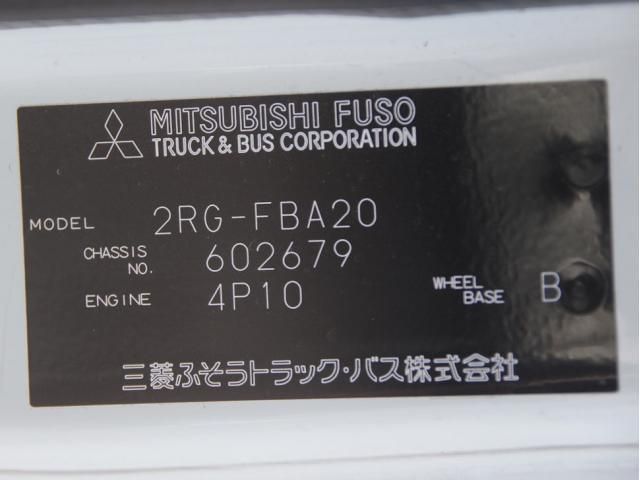 MITSUBISHI FUSO
TRUCK & BUS CORPORATION
MODEL 2RG-FBA20
CHASSIS NO. 602679
ENGINE 4P10 WHEEL BASE B
三菱ふそうトラック・バス株式会社